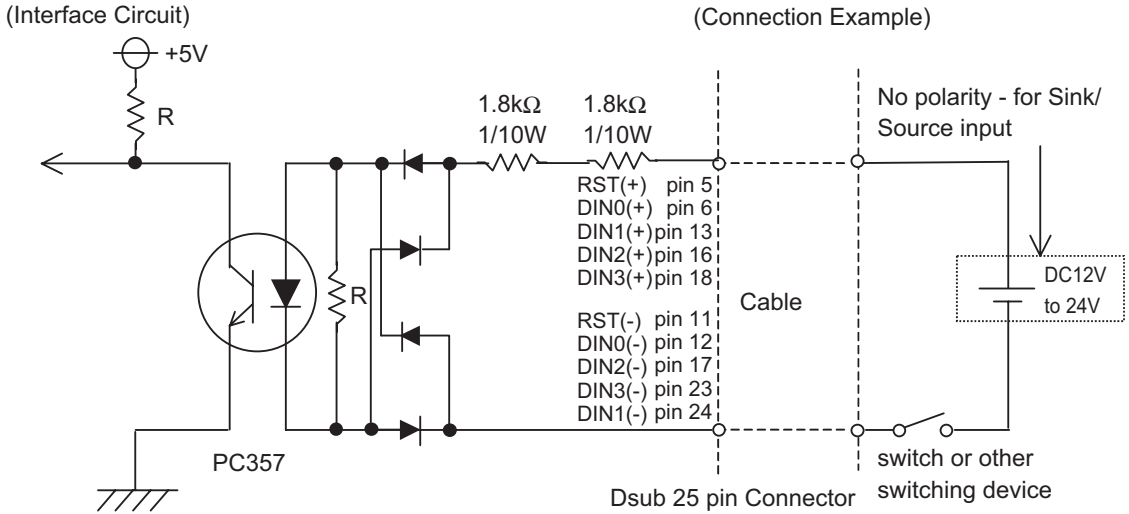 (Interface Circuit)
(Connection Example)
+5V
R
1.8kΩ
1/10W
1.8kΩ
1/10W
No polarity - for Sink/
Source input
RST(+) pin 5
DIN0(+) pin 6
DIN1(+) pin 13
DIN2(+) pin 16
DIN3(+) pin 18
R
Cable
DC12V
to 24V
RST(-) pin 11
DIN0(-) pin 12
DIN2(-) pin 17
DIN3(-) pin 23
DIN1(-) pin 24
PC357
switch or other
switching device
Dsub 25 pin Connector